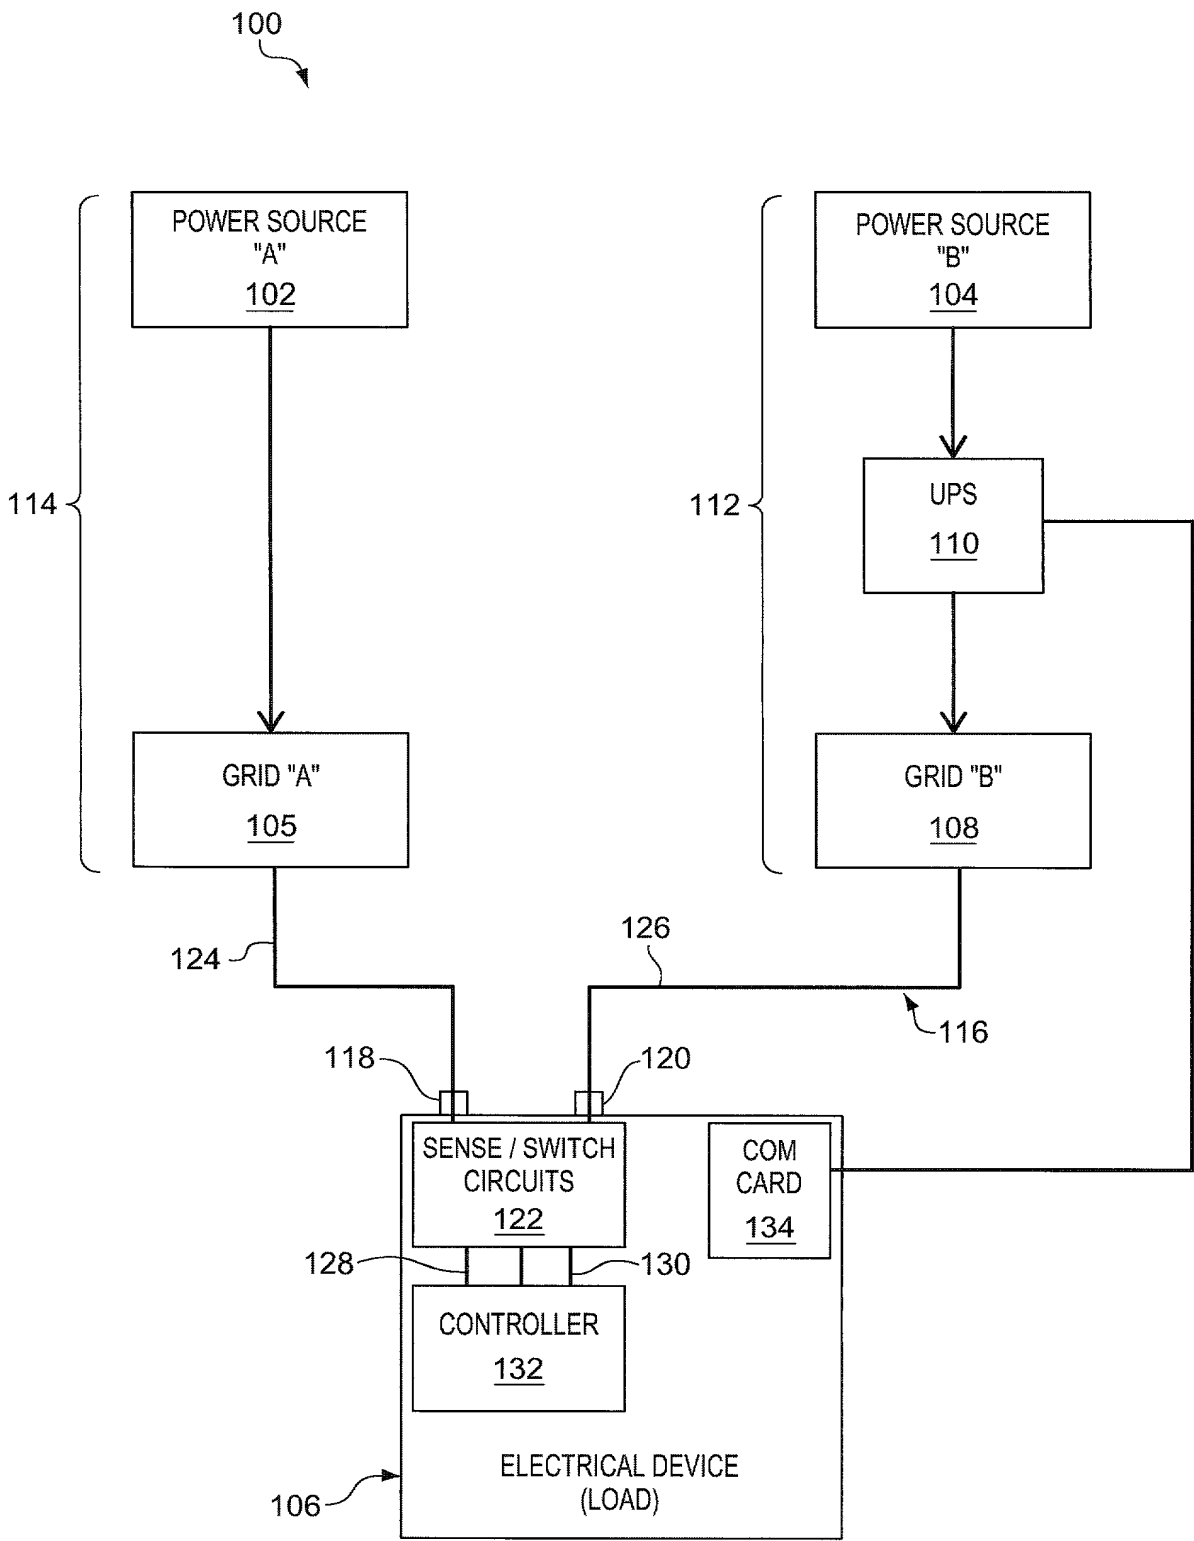 100
POWER SOURCE
"A"
102
POWER SOURCE
"B"
104
114
112
UPS
110
GRID "A"
105
GRID "B"
108
124
126
116
118
120
SENSE / SWITCH
CIRCUITS
122
COM
CARD
134
128
130
CONTROLLER
132
ELECTRICAL DEVICE
(LOAD)
106